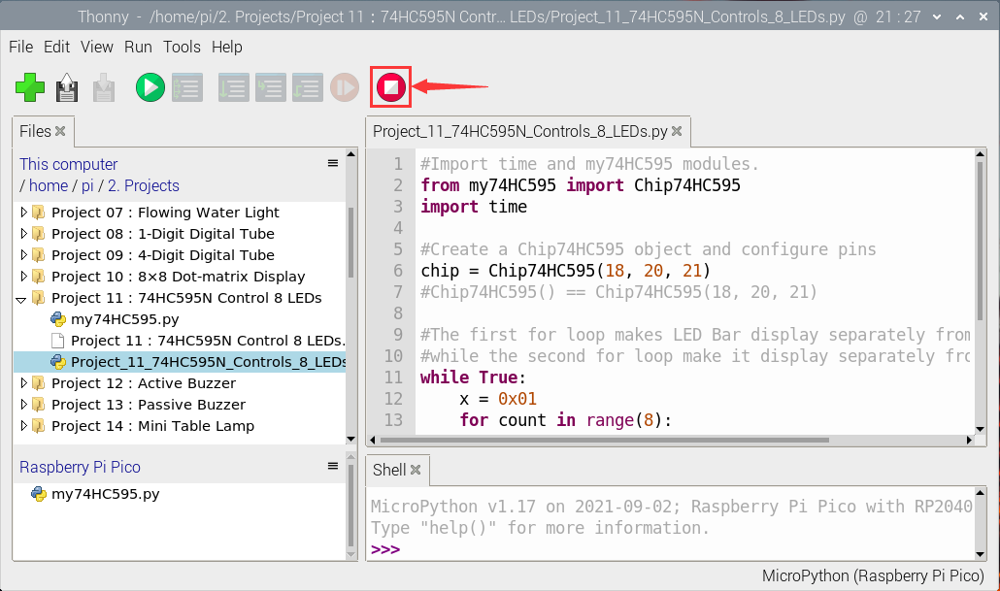 Thonny - /home/pi/2. Projects/Project 11 : 74HC595N Contr... LEDs/Project_11_74HC595N_Controls_8_LEDs.py @ 21 : 27
File Edit View Run Tools Help
Files
This computer
/ home / pi / 2. Projects
Project 07 : Flowing Water Light
Project 08 : 1-Digit Digital Tube
Project 09 : 4-Digit Digital Tube
Project 10 : 8×8 Dot-matrix Display
Project 11 : 74HC595N Control 8 LEDs
my74HC595.py
Project 11 : 74HC595N Control 8 LEDs.
Project_11_74HC595N_Controls_8_LEDs
Project 12 : Active Buzzer
Project 13 : Passive Buzzer
Project 14 : Mini Table Lamp
Raspberry Pi Pico
my74HC595.py
Project_11_74HC595N_Controls_8_LEDs.py
1 #Import time and my74HC595 modules.
2 from my74HC595 import Chip74HC595
3 import time
4
5 #Create a Chip74HC595 object and configure pins
6 chip = Chip74HC595(18, 20, 21)
7 #Chip74HC595() == Chip74HC595(18, 20, 21)
8
9 #The first for loop makes LED Bar display separately from
10 #while the second for loop make it display separately fro
11 while True:
12 x = 0x01
13 for count in range(8):
Shell
MicroPython v1.17 on 2021-09-02; Raspberry Pi Pico with RP2040
Type "help()" for more information.
>>>
MicroPython (Raspberry Pi Pico)